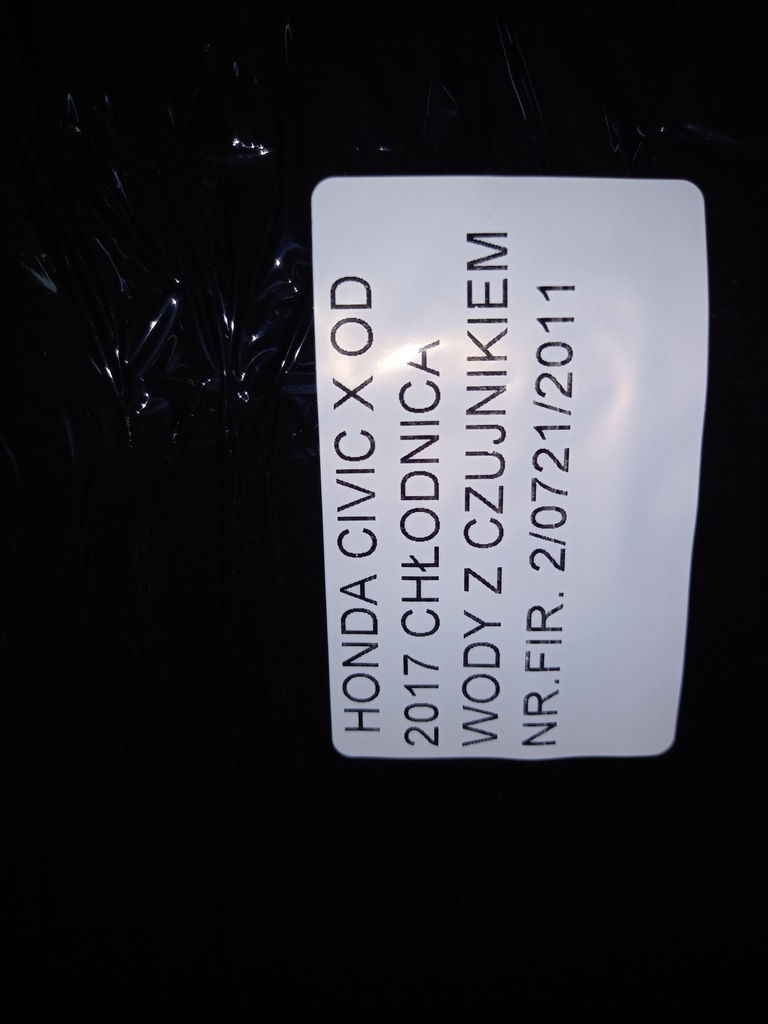 HONDA CIVIC X OD
2017 CHŁODNICA
WODY Z CZUJNIKIEM
NR.FIR. 2/0721/2011